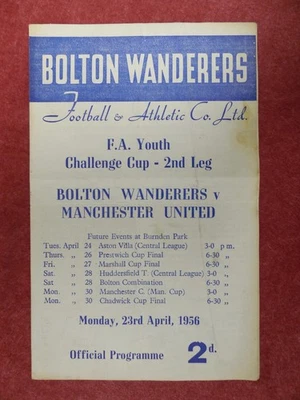 BOLTON WANDERERS
Football & Athletic Co. Ltd.
F.A. Youth
Challenge Cup - 2nd Leg
BOLTON WANDERERS v
MANCHESTER UNITED
Future Events at Burnden Park
Tues. April 24 Aston Villa (Central League) 3-0 p.m.
Thurs. „ 26 Prestwich Cup Final 6-30 „
Fri. „ 27 Marshall Cup Final 6-30 „
Sat „ 28 Huddersfield T (Central League) 3-0 „
Sat „ 28 Bolton Combination 6-30 „
Mon. „ 30 Manchester C. (Man. Cup) 3-0 „
Mon. „ 30 Chadwick Cup Final 6-30 „
Monday, 23rd April, 1956
Official Programme 2d.